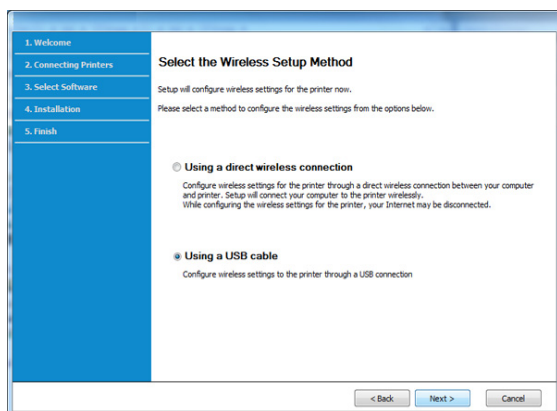 1. Welcome
2. Connecting Printers
3. Select Software
4. Installation
5. Finish
Select the Wireless Setup Method
Setup will configure wireless settings for the printer now.
Please select a method to configure the wireless settings from the options below.
Using a direct wireless connection
Configure wireless settings for the printer through a direct wireless connection between your computer
and printer. Setup will connect your computer to the printer wirelessly.
While configuring the wireless settings for the printer, your Internet may be disconnected.
Using a USB cable
Configure wireless settings to the printer through a USB connection
< Back
Next >
Cancel